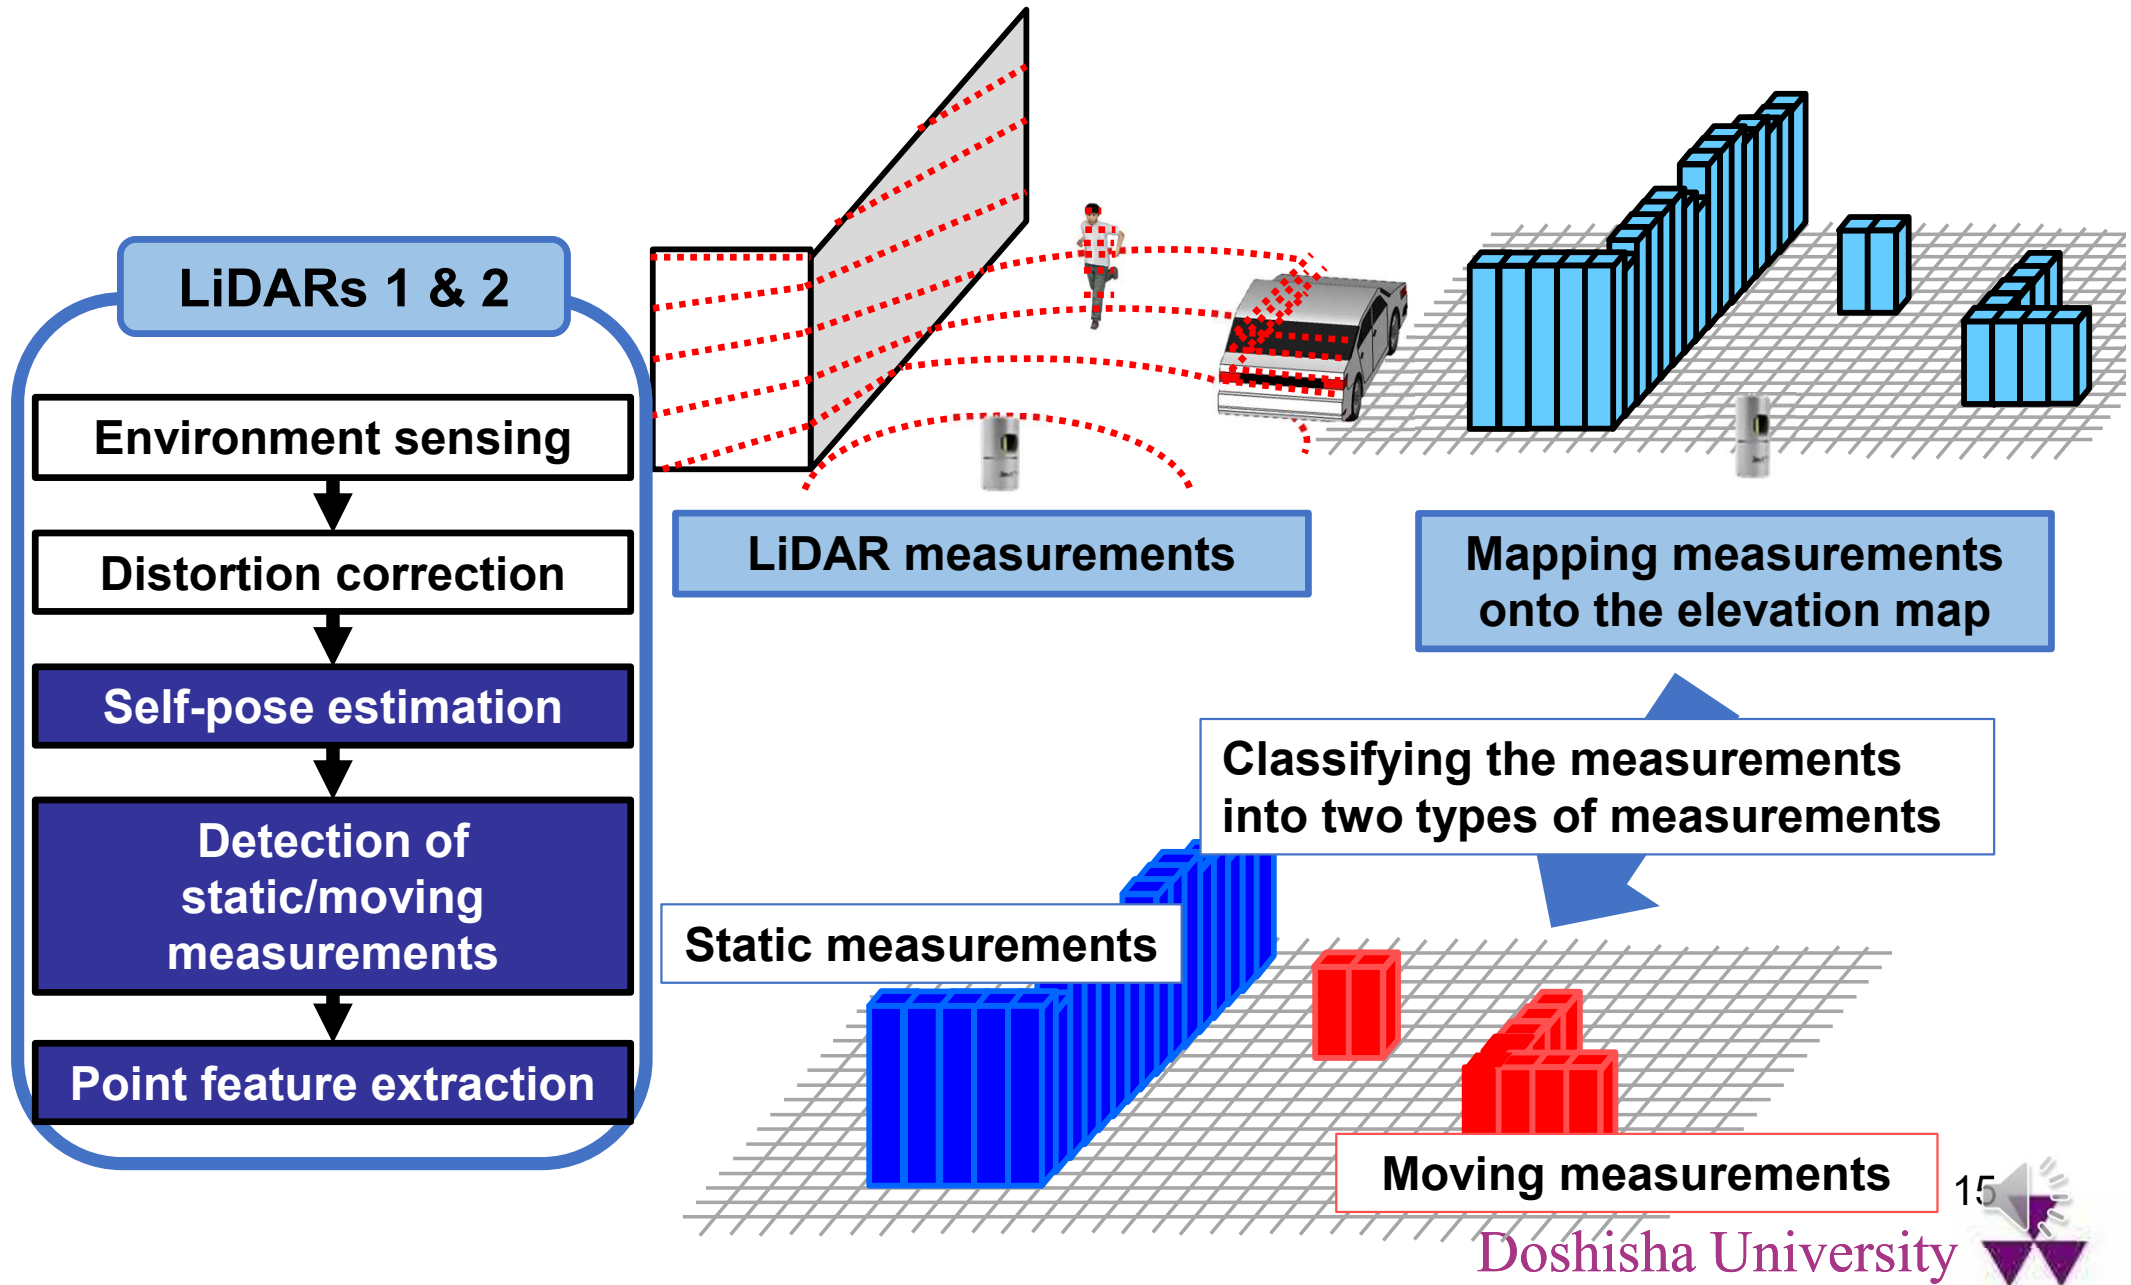 LiDARs 1 & 2
Environment sensing
Distortion correction
Self-pose estimation
Detection of
static/moving
measurements
Point feature extraction
LiDAR measurements
Mapping measurements
onto the elevation map
Classifying the measurements
into two types of measurements
Static measurements
Moving measurements
15
Doshisha University